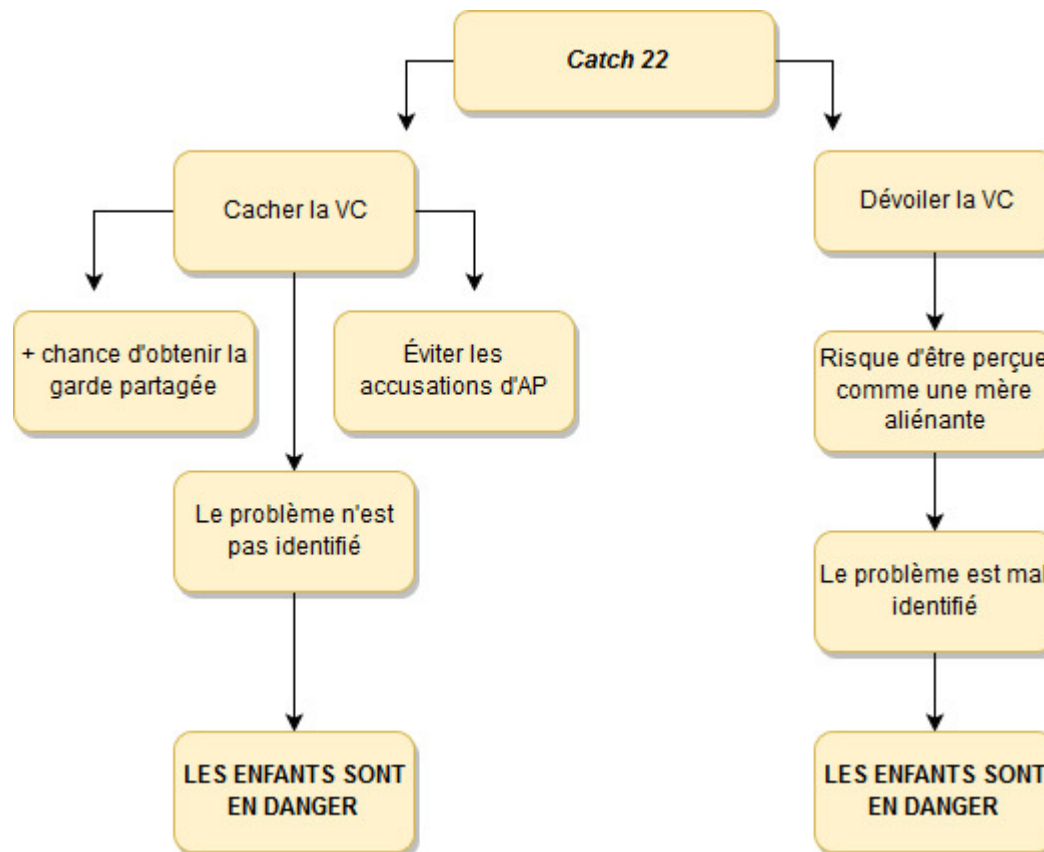 Catch 22
Cacher la VC
Dévoiler la VC
+ chance d'obtenir la
garde partagée
Éviter les
accusations d'AP
Risque d'être perçue
comme une mère
aliénante
Le problème n'est
pas identifié
Le problème est mal
identifié
LES ENFANTS SONT
EN DANGER
LES ENFANTS SONT
EN DANGER